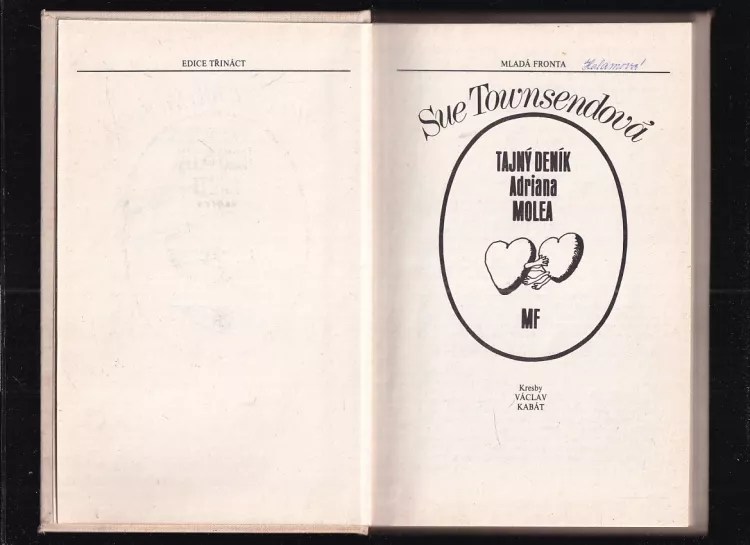 EDICE TŘINÁCT
MLADÁ FRONTA
Sue Townsendová
TAJNÝ DENÍK
Adriana
MOLEA
MF
Kresby
VÁCLAV
KABÁT